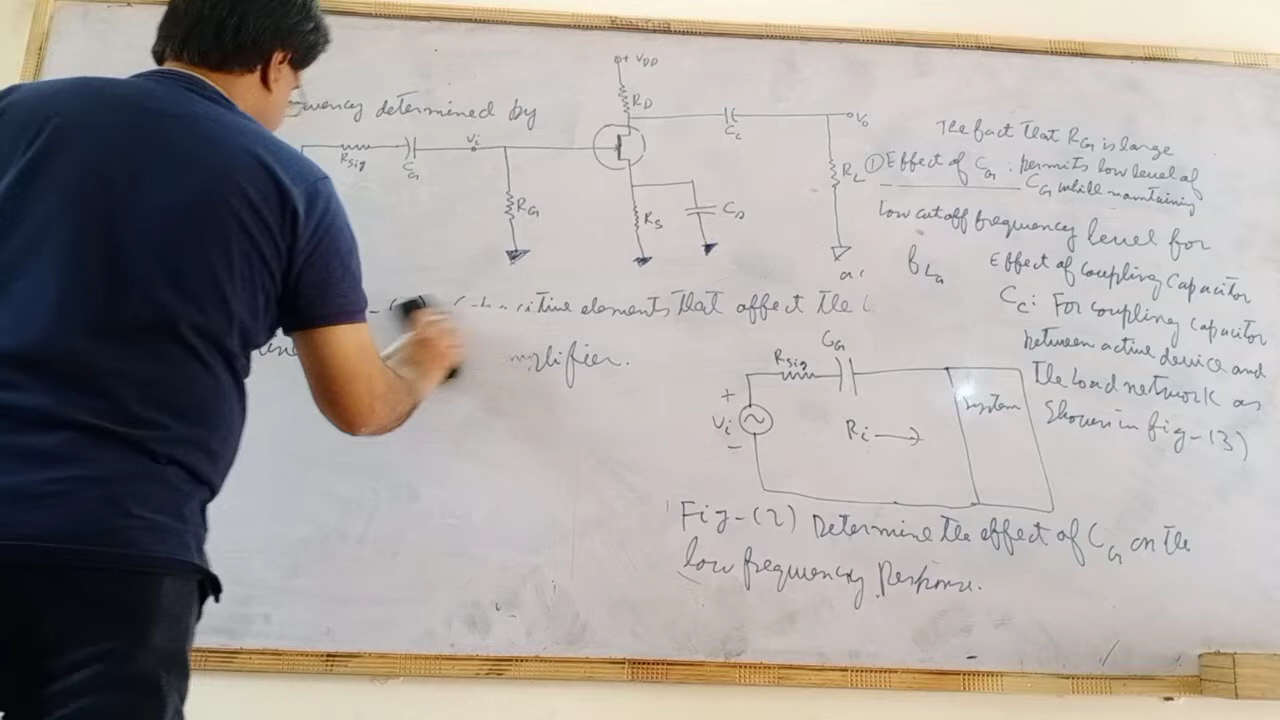 quency determined by
+ VDD
RD
Rsig
CG
Vi
RG
RS
CS
CC
Vo
RL
elements that affect the
amplifier.
The fact that RG is large
① Effect of CG. permits low level of
CG while maintaining
low cutoff frequency level for
fLG
Effect of Coupling Capacitor
CC: For coupling capacitor
between active device and
the load network as
Shown in fig-(3)
Rsig
CG
+
Vi
-
Ri
System
Fig-(2) Determine the effect of CG on the
low frequency Response.